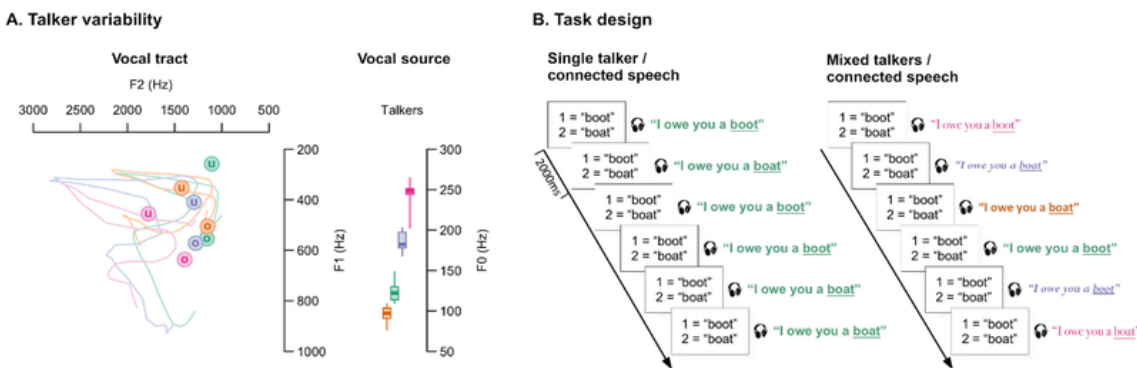 A. Talker variability
Vocal tract
F2 (Hz)
3000 2500 2000 1500 1000 500
200
400
600
800
1000
F1 (Hz)
u
u
u
u
o
o
o
o
Vocal source
Talkers
300
250
200
150
100
50
F0 (Hz)
B. Task design
Single talker /
connected speech
1 = "boot"
2 = "boat"
"I owe you a boot"
1 = "boot"
2 = "boat"
"I owe you a boat"
1 = "boot"
2 = "boat"
"I owe you a boot"
1 = "boot"
2 = "boat"
"I owe you a boot"
1 = "boot"
2 = "boat"
"I owe you a boat"
1 = "boot"
2 = "boat"
"I owe you a boat"
2000ms
Mixed talkers /
connected speech
1 = "boot"
2 = "boat"
"I owe you a boot"
1 = "boot"
2 = "boat"
"I owe you a boat"
1 = "boot"
2 = "boat"
"I owe you a boat"
1 = "boot"
2 = "boat"
"I owe you a boot"
1 = "boot"
2 = "boat"
"I owe you a boot"
1 = "boot"
2 = "boat"
"I owe you a boat"